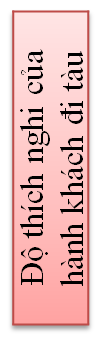 Độ thích nghi của
hành khách đi tàu